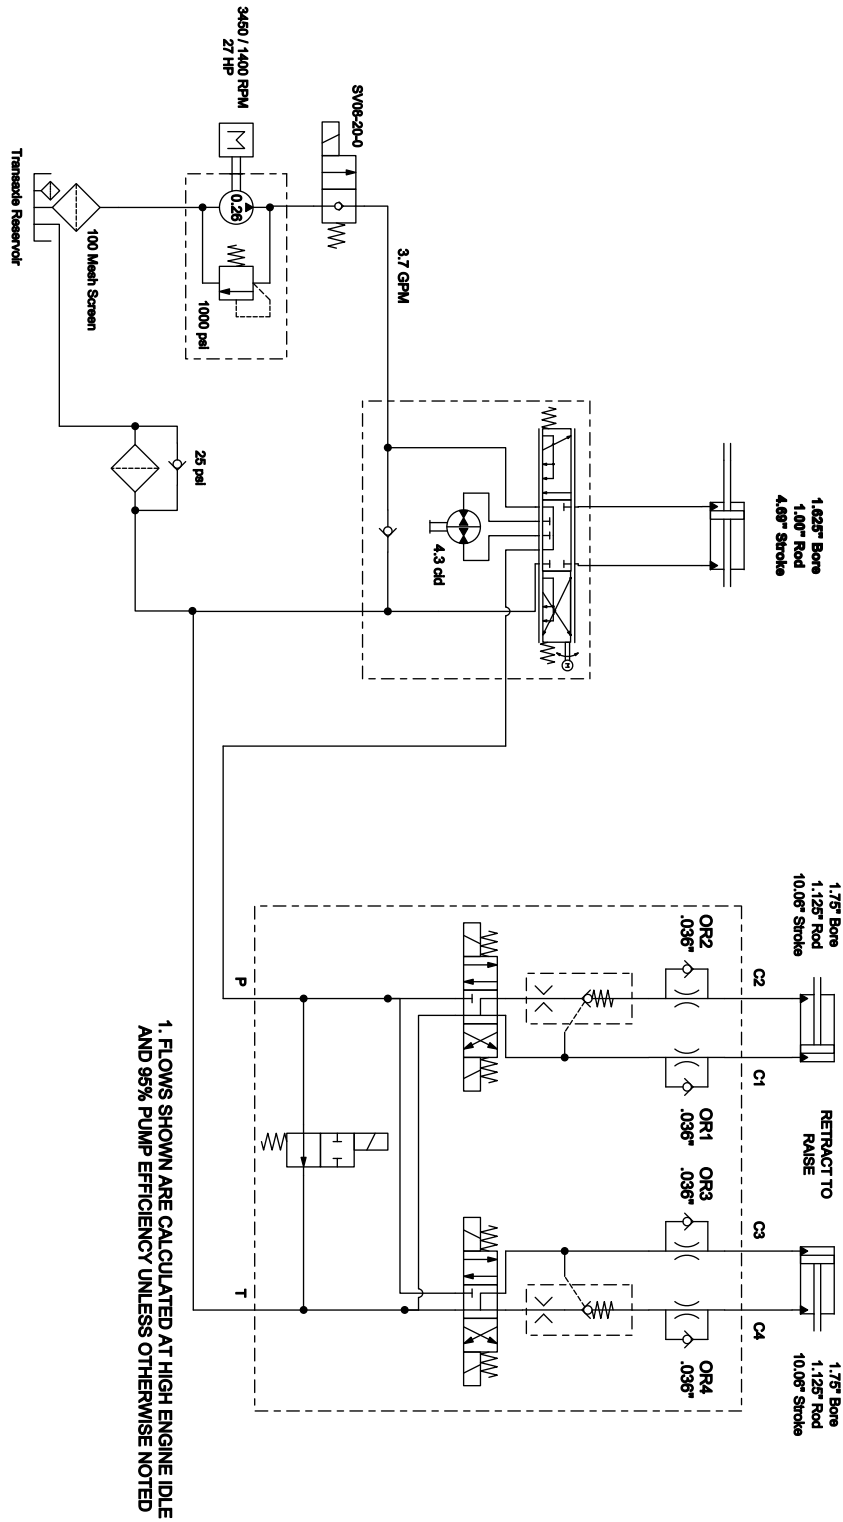 1.625" Bore
1.00" Rod
4.69" Stroke
1.75" Bore
1.125" Rod
10.06" Stroke
RETRACT TO
RAISE
1.75" Bore
1.125" Rod
10.06" Stroke
C2
C1
C3
C4
OR2
.036"
OR1
.036"
OR3
.036"
OR4
.036"
M
4.3 cid
SV08-20-0
3.7 GPM
3450 / 1400 RPM
27 HP
M
0.26
1000 psi
100 Mesh Screen
Transaxle Reservoir
25 psi
P
T
1. FLOWS SHOWN ARE CALCULATED AT HIGH ENGINE IDLE
AND 95% PUMP EFFICIENCY UNLESS OTHERWISE NOTED